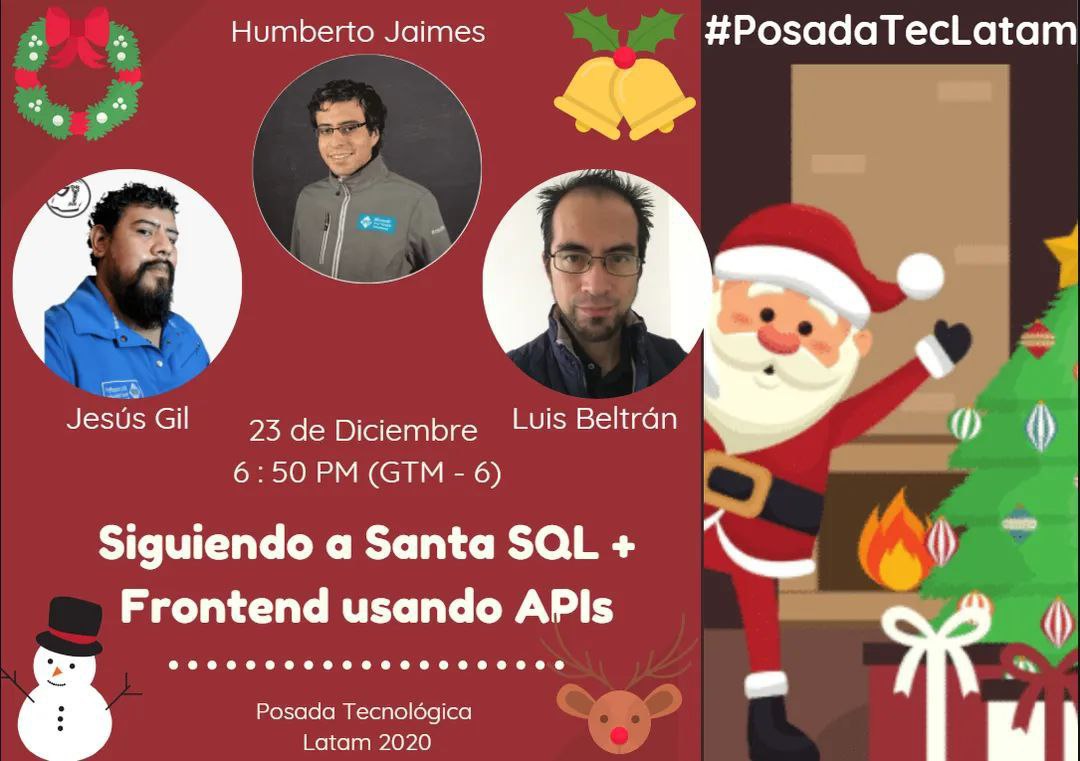 Humberto Jaimes
#PosadaTecLatam
Jesús Gil
Luis Beltrán
23 de Diciembre
6 : 50 PM (GTM - 6)
Siguiendo a Santa SQL +
Frontend usando APIs
Posada Tecnológica
Latam 2020